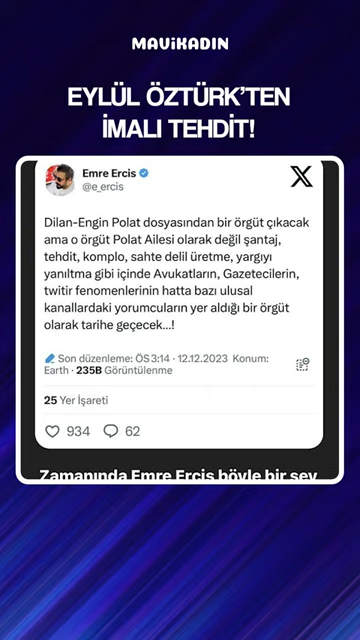 MAViKADIN
EYLÜL ÖZTÜRK'TEN
İMALI TEHDİT!
Emre Ercis
@e_ercis
X
Dilan-Engin Polat dosyasından bir örgüt çıkacak
ama o örgüt Polat Ailesi olarak değil şantaj,
tehdit, komplo, sahte delil üretme, yargıyı
yanıltma gibi içinde Avukatların, Gazetecilerin,
twitir fenomenlerinin hatta bazı ulusal
kanallardaki yorumcuların yer aldığı bir örgüt
olarak tarihe geçecek...!
Son düzenleme: ÖS 3:14 · 12.12.2023 Konum:
Earth · 235B Görüntülenme
25 Yer İşareti
934 62
Zamanında Emre Ercis böyle bir şey